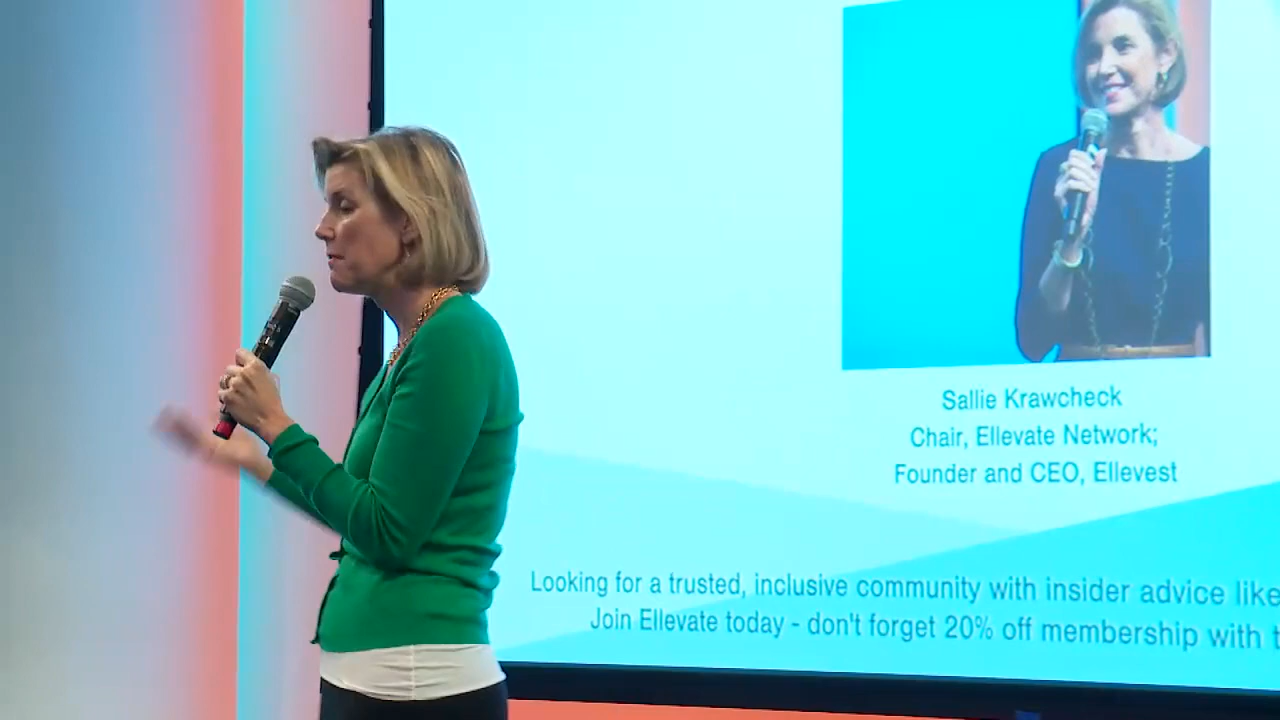 Sallie Krawcheck
Chair, Ellevate Network;
Founder and CEO, Ellevest
Looking for a trusted, inclusive community with insider advice like
Join Ellevate today - don't forget 20% off membership with